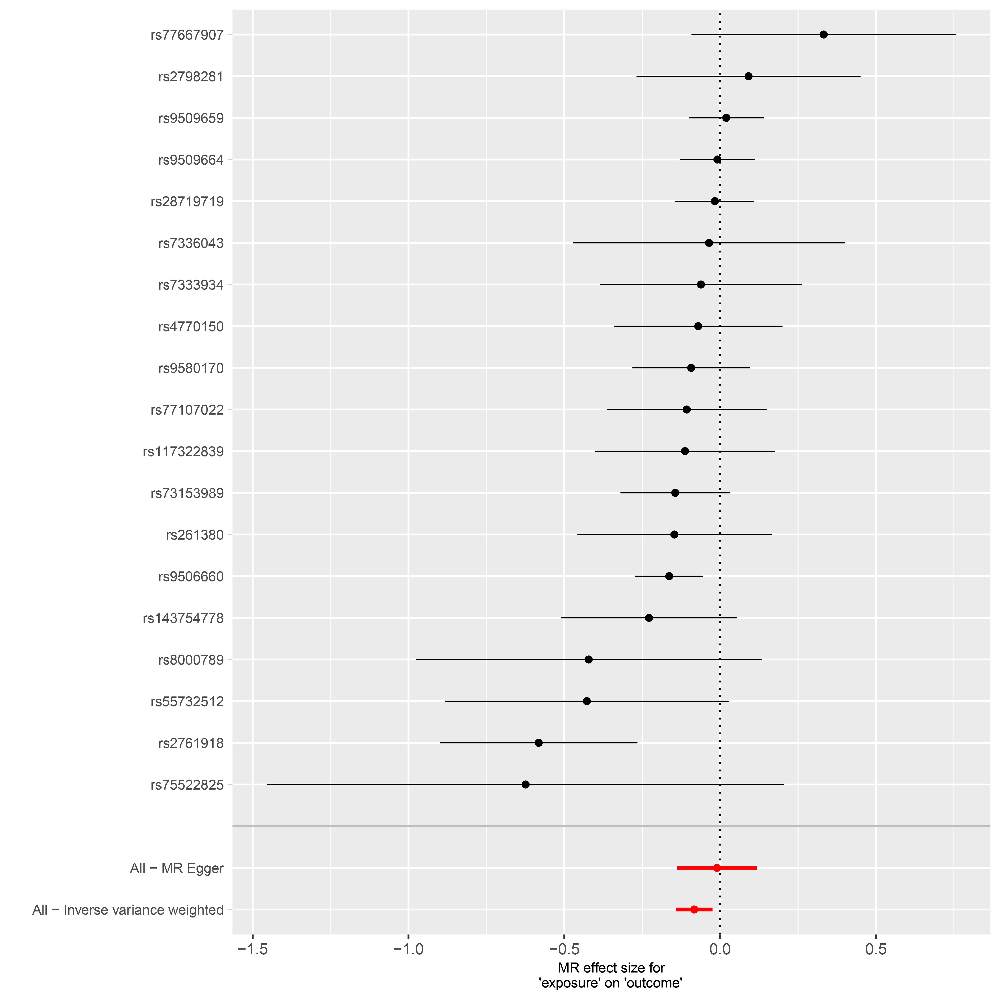 rs77667907
rs2798281
rs9509659
rs9509664
rs28719719
rs7336043
rs7333934
rs4770150
rs9580170
rs77107022
rs117322839
rs73153989
rs261380
rs9506660
rs143754778
rs8000789
rs55732512
rs2761918
rs75522825
All − MR Egger
All − Inverse variance weighted
−1.5 −1.0 −0.5 0.0 0.5
MR effect size for
'exposure' on 'outcome'